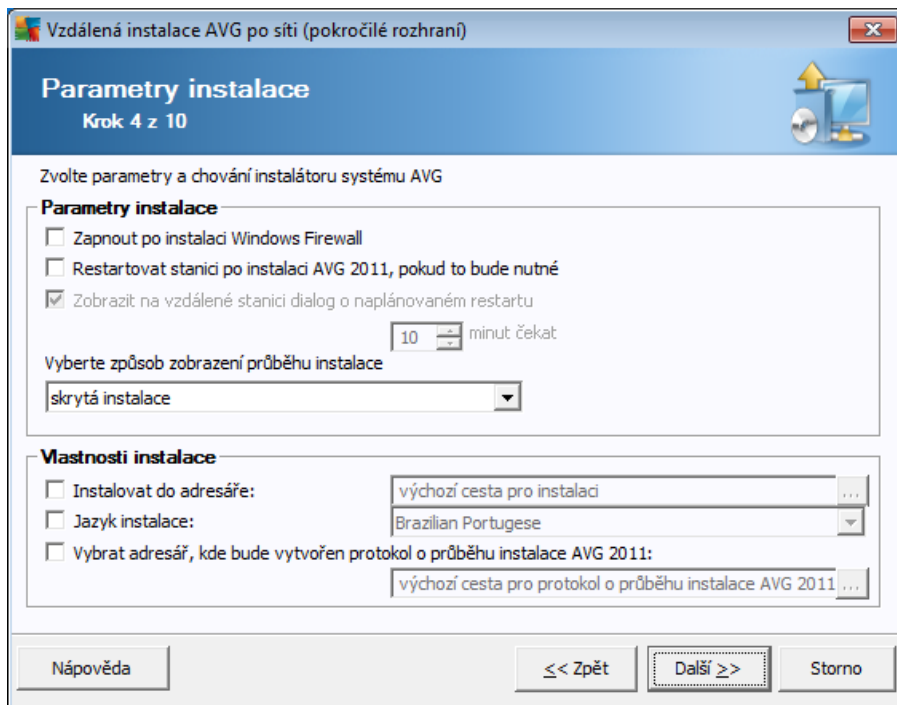 Vzdálená instalace AVG po síti (pokročilé rozhraní)
Parametry instalace
Krok 4 z 10
Zvolte parametry a chování instalátoru systému AVG
Parametry instalace
Zapnout po instalaci Windows Firewall
Restartovat stanici po instalaci AVG 2011, pokud to bude nutné
Zobrazit na vzdálené stanici dialog o naplánovaném restartu
10 minut čekat
Vyberte způsob zobrazení průběhu instalace
skrytá instalace
Vlastnosti instalace
Instalovat do adresáře: výchozí cesta pro instalaci ...
Jazyk instalace: Brazilian Portugese
Vybrat adresář, kde bude vytvořen protokol o průběhu instalace AVG 2011:
výchozí cesta pro protokol o průběhu instalace AVG 2011 ...
Nápověda << Zpět Další >> Storno